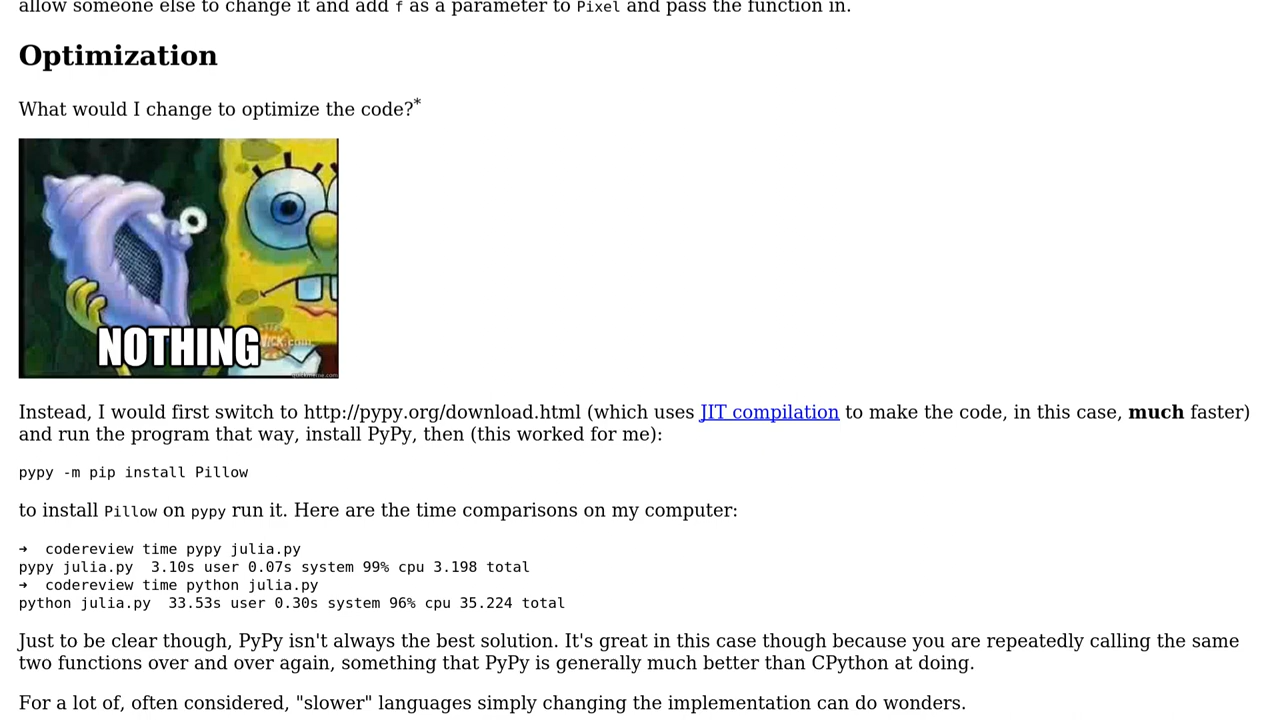 allow someone else to change it and add f as a parameter to Pixel and pass the function in.
Optimization
What would I change to optimize the code?*
NOTHING
Instead, I would first switch to http://pypy.org/download.html (which uses JIT compilation to make the code, in this case, much faster)
and run the program that way, install PyPy, then (this worked for me):
pypy -m pip install Pillow
to install Pillow on pypy run it. Here are the time comparisons on my computer:
➜  codereview time pypy julia.py
pypy julia.py  3.10s user 0.07s system 99% cpu 3.198 total
➜  codereview time python julia.py
python julia.py  33.53s user 0.30s system 96% cpu 35.224 total
Just to be clear though, PyPy isn't always the best solution. It's great in this case though because you are repeatedly calling the same
two functions over and over again, something that PyPy is generally much better than CPython at doing.
For a lot of, often considered, "slower" languages simply changing the implementation can do wonders.